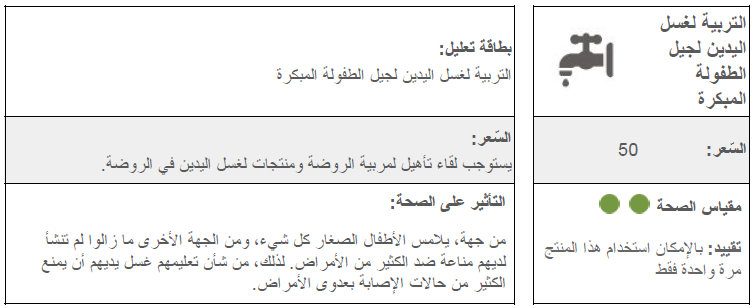 التربية لغسل
اليدين لجيل
الطفولة
المبكرة
السّعر: 50
مقياس الصحة
تقييد: بالإمكان استخدام هذا المنتج
مرة واحدة فقط
بطاقة تعليل:
التربية لغسل اليدين لجيل الطفولة المبكرة
السّعر:
يستوجب لقاء تأهيل لمربية الروضة ومنتجات لغسل اليدين في الروضة.
التأثير على الصحة:
من جهة، يلامس الأطفال الصغار كل شيء، ومن الجهة الأخرى ما زالوا لم تنشأ
لديهم مناعة ضد الكثير من الأمراض. لذلك، من شأن تعليمهم غسل يديهم أن يمنع
الكثير من حالات الإصابة بعدوى الأمراض.